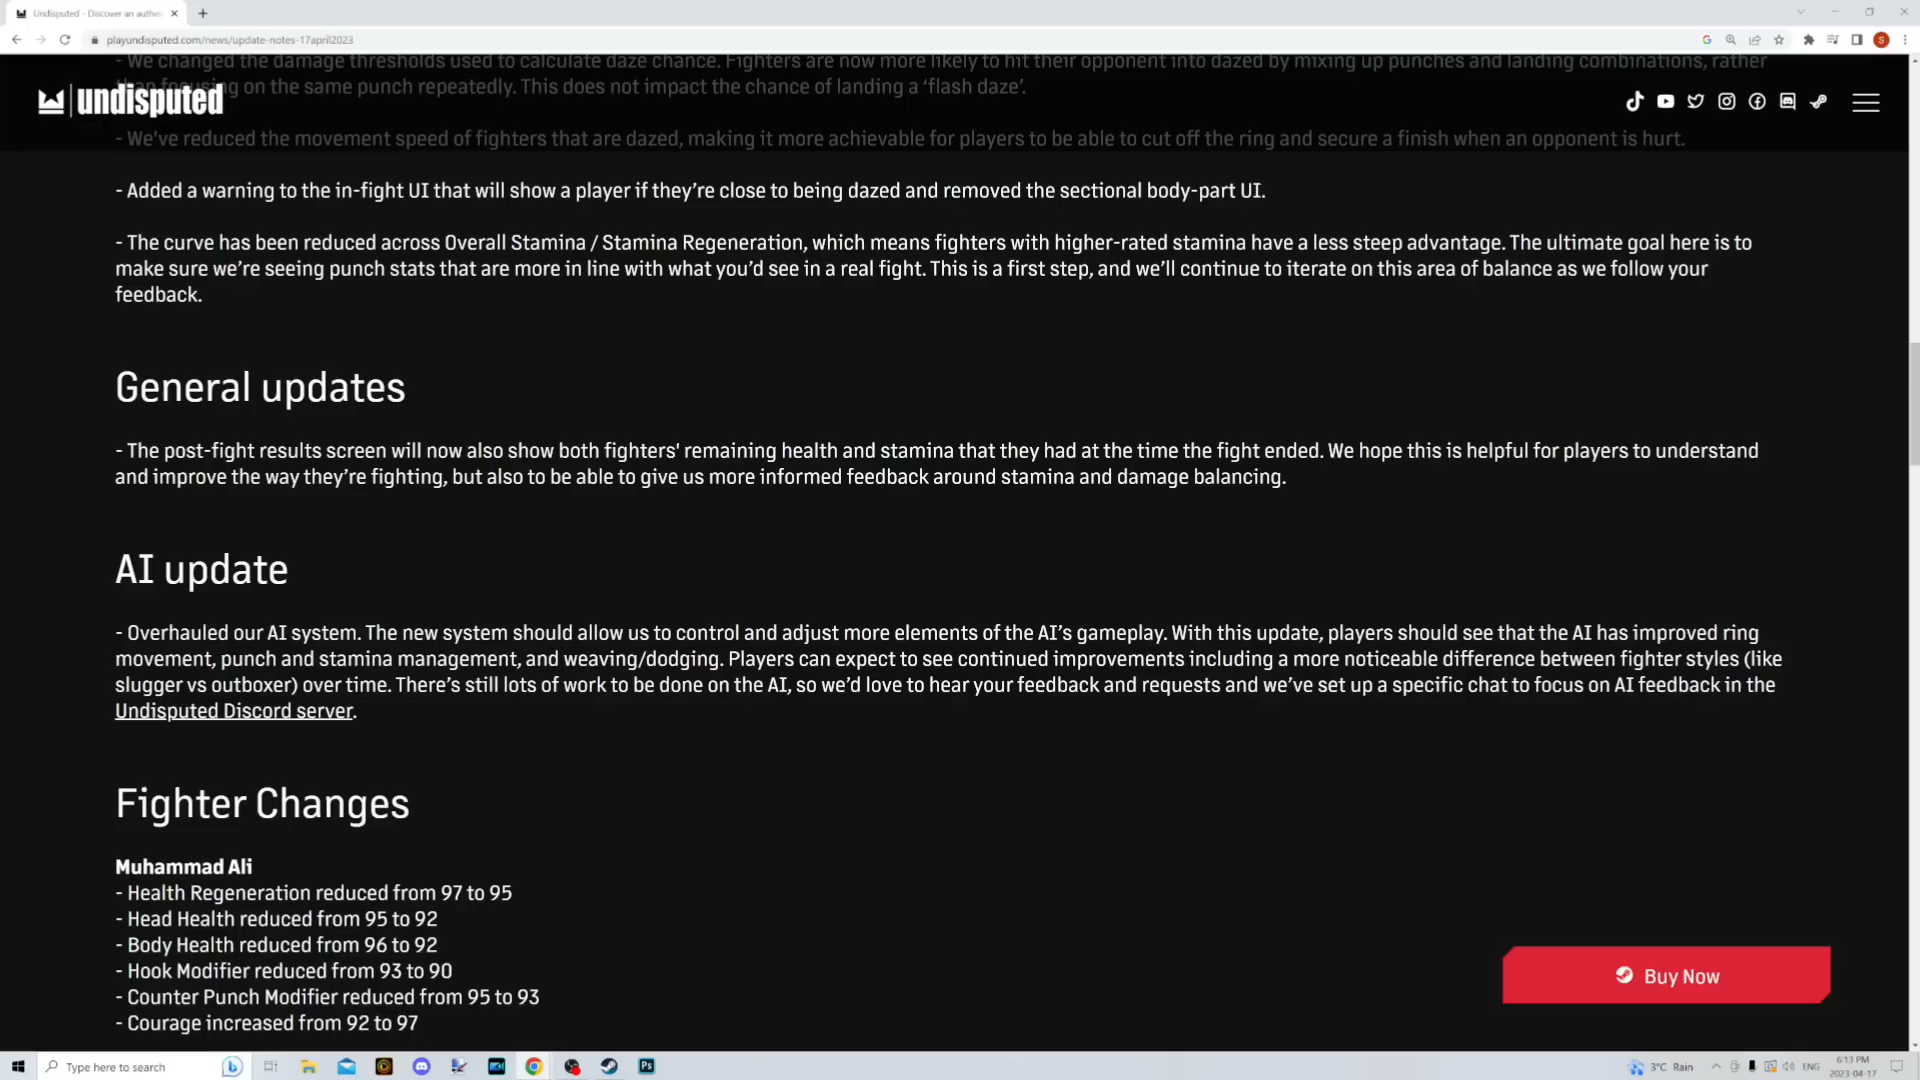 Undisputed - Discover an authe
playundisputed.com/news/update-notes-17april2023
- We changed the damage thresholds used to calculate daze chance. Fighters are now more likely to hit their opponent into dazed by mixing up punches and landing combinations, rather
than focusing on the same punch repeatedly. This does not impact the chance of landing a ‘flash daze’.
undisputed
- We've reduced the movement speed of fighters that are dazed, making it more achievable for players to be able to cut off the ring and secure a finish when an opponent is hurt.
- Added a warning to the in-fight UI that will show a player if they’re close to being dazed and removed the sectional body-part UI.
- The curve has been reduced across Overall Stamina / Stamina Regeneration, which means fighters with higher-rated stamina have a less steep advantage. The ultimate goal here is to
make sure we’re seeing punch stats that are more in line with what you’d see in a real fight. This is a first step, and we’ll continue to iterate on this area of balance as we follow your
feedback.
General updates
- The post-fight results screen will now also show both fighters' remaining health and stamina that they had at the time the fight ended. We hope this is helpful for players to understand
and improve the way they’re fighting, but also to be able to give us more informed feedback around stamina and damage balancing.
AI update
- Overhauled our AI system. The new system should allow us to control and adjust more elements of the AI’s gameplay. With this update, players should see that the AI has improved ring
movement, punch and stamina management, and weaving/dodging. Players can expect to see continued improvements including a more noticeable difference between fighter styles (like
slugger vs outboxer) over time. There’s still lots of work to be done on the AI, so we’d love to hear your feedback and requests and we’ve set up a specific chat to focus on AI feedback in the
Undisputed Discord server.
Fighter Changes
Muhammad Ali
- Health Regeneration reduced from 97 to 95
- Head Health reduced from 95 to 92
- Body Health reduced from 96 to 92
- Hook Modifier reduced from 93 to 90
- Counter Punch Modifier reduced from 95 to 93
- Courage increased from 92 to 97
Buy Now
Type here to search
3°C Rain
ENG
6:13 PM
2023-04-17